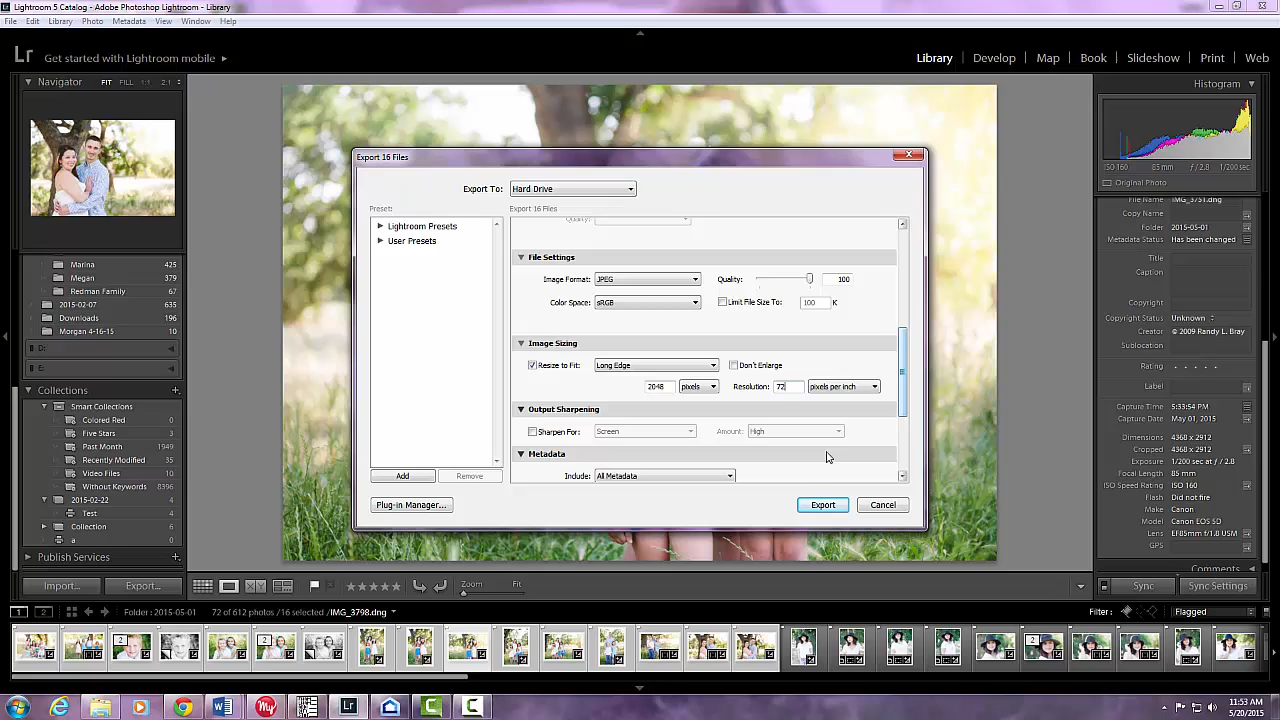 Lightroom 5 Catalog - Adobe Photoshop Lightroom - Library
File Edit Library Photo Metadata View Window Help
Lr Get started with Lightroom mobile
Library Develop Map Book Slideshow Print Web
Navigator FIT FILL 1:1 2:1
Histogram
ISO 160 85 mm f / 2.8 1/200 sec
Original Photo
Marina 425
Megan 379
Redman Family
2015-02-07 635
Downloads 196
Morgan 4-16-15
D:
E:
Collections
Smart Collections
Colored Red 0
Five Stars 3
Past Month 1949
Recently Modified
Video Files
Without Keywords 8396
2015-02-22 4
Test
Collection
a
Publish Services
Import... Export...
Export 16 Files
Export To: Hard Drive
Preset:
Lightroom Presets
User Presets
Add Remove
Plug-in Manager...
Export 16 Files
Quality:
File Settings
Image Format: JPEG Quality: 100
Color Space: sRGB Limit File Size To: 100 K
Image Sizing
Resize to Fit: Long Edge Don't Enlarge
2048 pixels Resolution: 72 pixels per inch
Output Sharpening
Sharpen For: Screen Amount: High
Metadata
Include: All Metadata
Export Cancel
IMG_3751.dng
Copy Name
Folder 2015-05-01
Metadata Status Has been changed
Title
Caption
Copyright
Copyright Status Unknown
Creator © 2009 Randy L. Bray
Sublocation
Rating
Label
Capture Time 5:33:54 PM
Capture Date May 01, 2015
Dimensions 4368 x 2912
Cropped 4368 x 2912
Exposure 1/200 sec at f / 2.8
Focal Length 85 mm
ISO Speed Rating ISO 160
Flash Did not fire
Make Canon
Model Canon EOS 5D
Lens EF85mm f/1.8 USM
GPS
Comments
Sync Sync Settings
XY Zoom Fit
1 2 Folder : 2015-05-01 72 of 612 photos /16 selected /IMG_3798.dng
Filter : Flagged
2 2 2
W My Lr C C
11:53 AM
5/20/2015